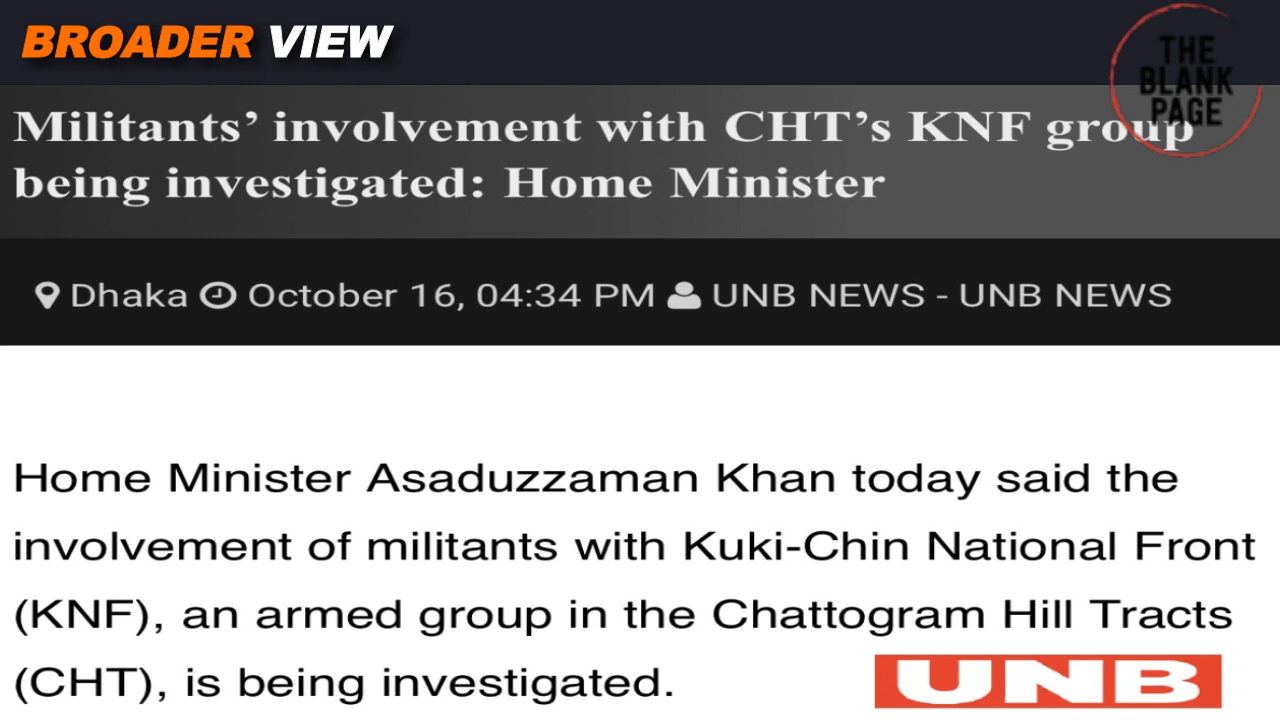 BROADER VIEW
THE
BLANK
PAGE
Militants’ involvement with CHT’s KNF group
being investigated: Home Minister
Dhaka October 16, 04:34 PM UNB NEWS - UNB NEWS
Home Minister Asaduzzaman Khan today said the
involvement of militants with Kuki-Chin National Front
(KNF), an armed group in the Chattogram Hill Tracts
(CHT), is being investigated.
UNB